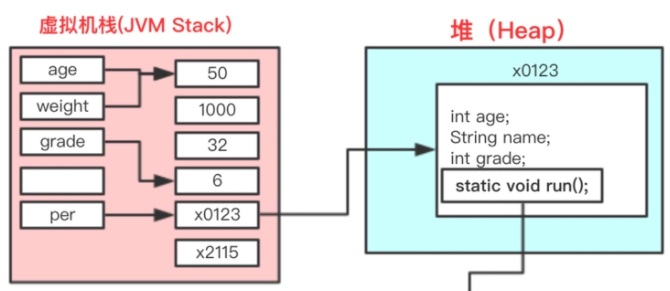 虚拟机栈(JVM Stack)
age
weight
grade
per
50
1000
32
6
x0123
x2115
堆（Heap）
x0123
int age;
String name;
int grade;
static void run();